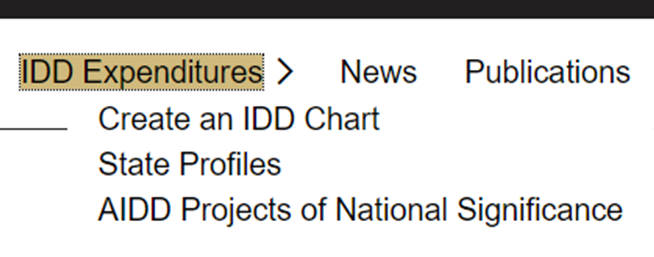 IDD Expenditures > News Publications
Create an IDD Chart
State Profiles
AIDD Projects of National Significance